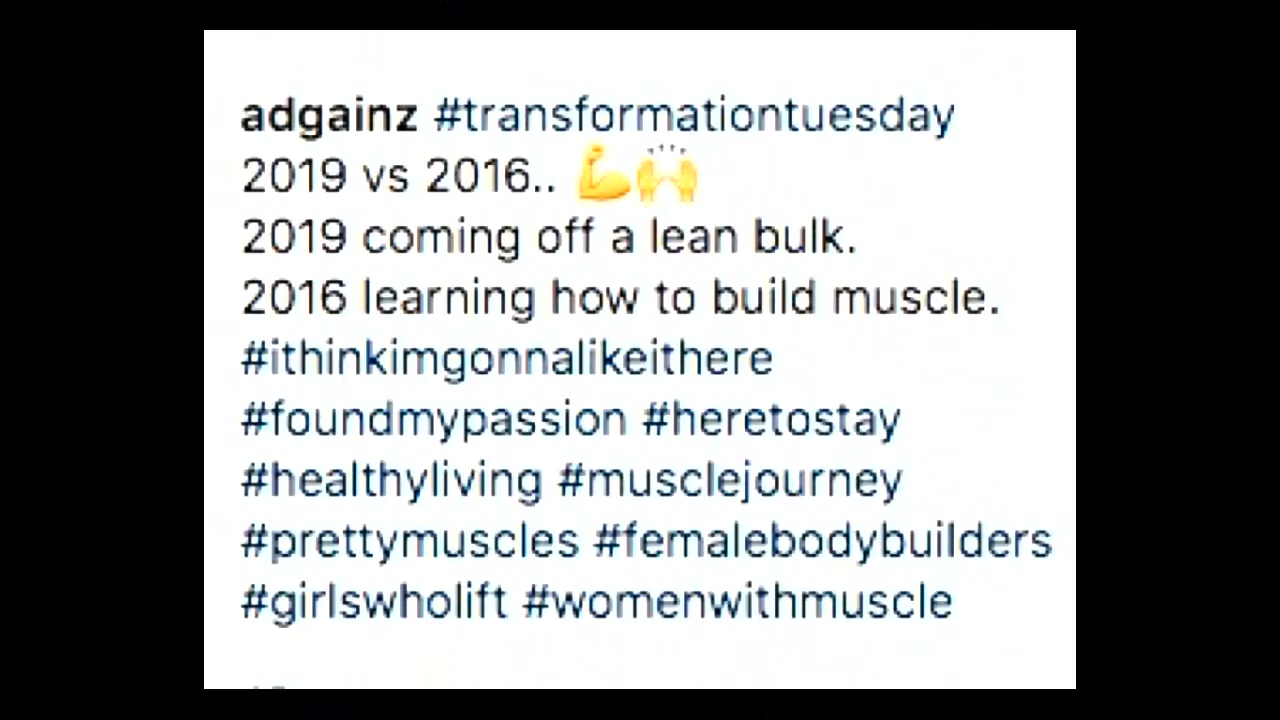 adgainz #transformationtuesday
2019 vs 2016.. 💪🙌
2019 coming off a lean bulk.
2016 learning how to build muscle.
#ithinkimgonnalikeithere
#foundmypassion #heretostay
#healthyliving #musclejourney
#prettymuscles #femalebodybuilders
#girlswholift #womenwithmuscle